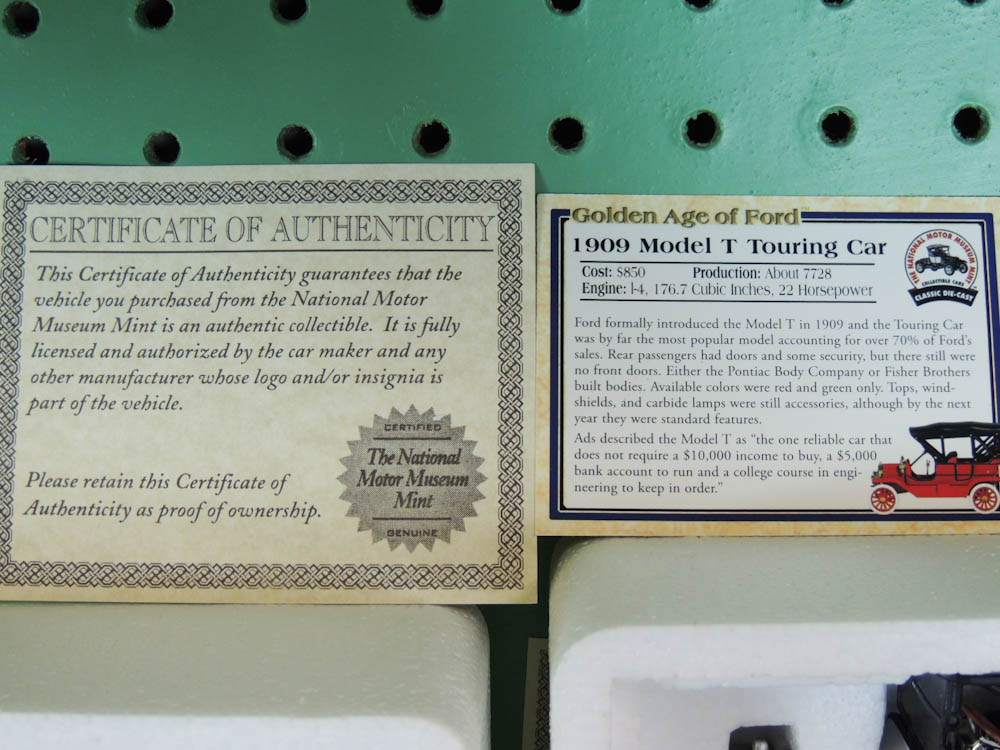 CERTIFICATE OF AUTHENTICITY
This Certificate of Authenticity guarantees that the
vehicle you purchased from the National Motor
Museum Mint is an authentic collectible. It is fully
licensed and authorized by the car maker and any
other manufacturer whose logo and/or insignia is
part of the vehicle.
Please retain this Certificate of
Authenticity as proof of ownership.
CERTIFIED
The National
Motor Museum
Mint
GENUINE
Golden Age of Ford™
1909 Model T Touring Car
Cost: $850 Production: About 7728
Engine: I-4, 176.7 Cubic Inches, 22 Horsepower
THE NATIONAL MOTOR MUSEUM MINT
COLLECTIBLE CARS
CLASSIC DIE-CAST
Ford formally introduced the Model T in 1909 and the Touring Car
was by far the most popular model accounting for over 70% of Ford's
sales. Rear passengers had doors and some security, but there still were
no front doors. Either the Pontiac Body Company or Fisher Brothers
built bodies. Available colors were red and green only. Tops, wind-
shields, and carbide lamps were still accessories, although by the next
year they were standard features.
Ads described the Model T as "the one reliable car that
does not require a $10,000 income to buy, a $5,000
bank account to run and a college course in engi-
neering to keep in order."